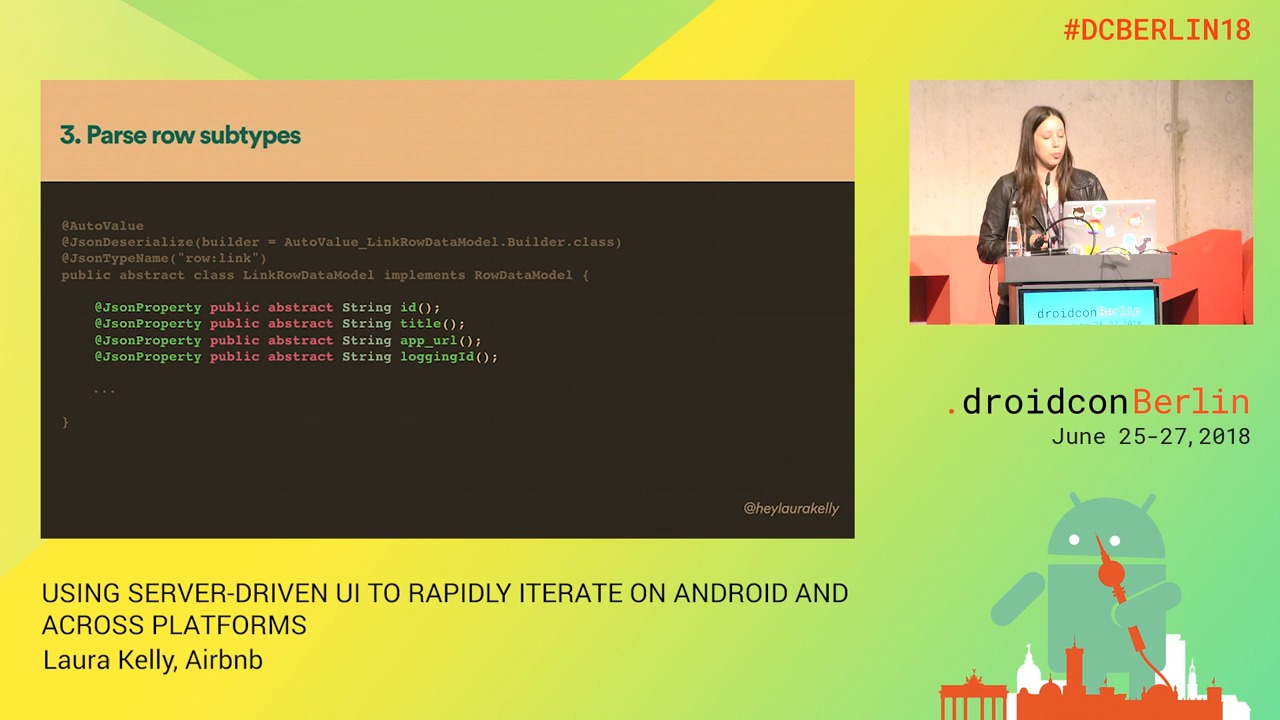 #DCBERLIN18
3. Parse row subtypes
@AutoValue
@JsonDeserialize(builder = AutoValue_LinkRowDataModel.Builder.class)
@JsonTypeName("row:link")
public abstract class LinkRowDataModel implements RowDataModel {
@JsonProperty public abstract String id();
@JsonProperty public abstract String title();
@JsonProperty public abstract String app_url();
@JsonProperty public abstract String loggingId();
...
}
@heylaurakelly
droidconBerlin
.droidconBerlin
June 25-27, 2018
USING SERVER-DRIVEN UI TO RAPIDLY ITERATE ON ANDROID AND
ACROSS PLATFORMS
Laura Kelly, Airbnb